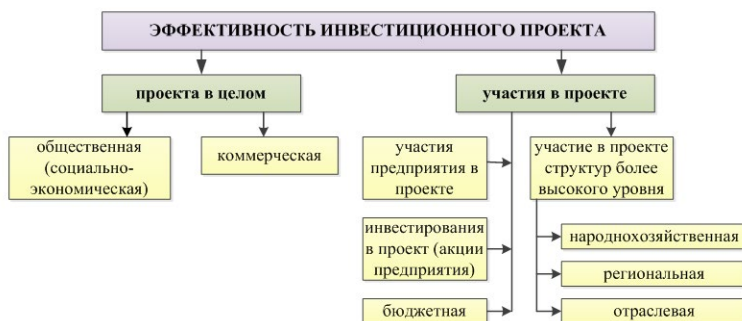 ЭФФЕКТИВНОСТЬ ИНВЕСТИЦИОННОГО ПРОЕКТА
проекта в целом
участия в проекте
общественная
(социально-
экономическая)
коммерческая
участия
предприятия в
проекте
участие в проекте
структур более
высокого уровня
инвестирования
в проект (акции
предприятия)
бюджетная
народнохозяйственная
региональная
отраслевая